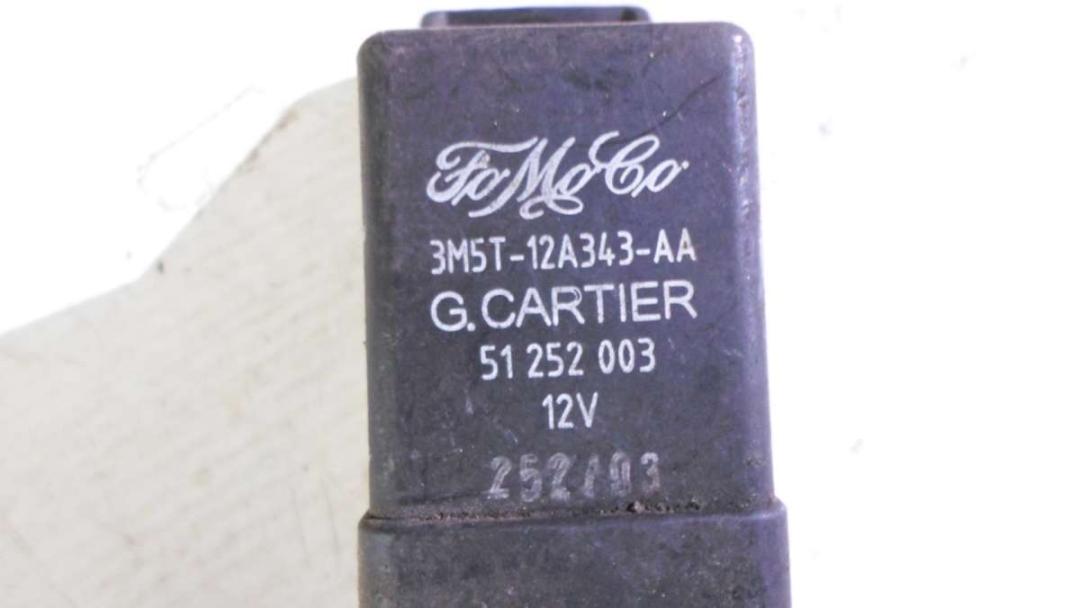 FoMoCo
3M5T-12A343-AA
G.CARTIER
51 252 003
12V
252/03